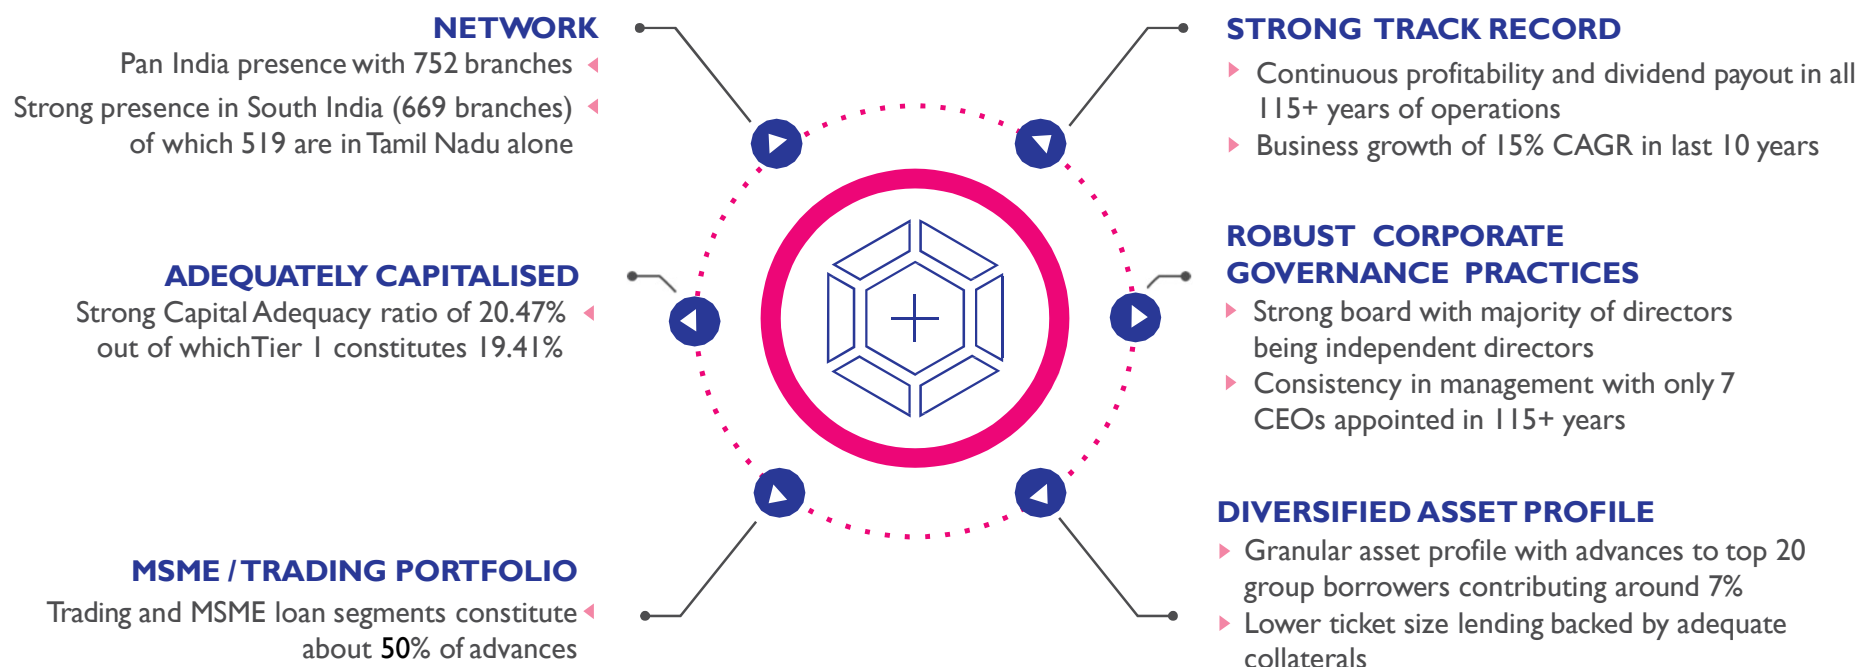 NETWORK
Pan India presence with 752 branches
Strong presence in South India (669 branches)
of which 519 are in Tamil Nadu alone
ADEQUATELY CAPITALISED
Strong Capital Adequacy ratio of 20.47%
out of whichTier 1 constitutes 19.41%
MSME / TRADING PORTFOLIO
Trading and MSME loan segments constitute
about 50% of advances
STRONG TRACK RECORD
Continuous profitability and dividend payout in all
115+ years of operations
Business growth of 15% CAGR in last 10 years
ROBUST CORPORATE
GOVERNANCE PRACTICES
Strong board with majority of directors
being independent directors
Consistency in management with only 7
CEOs appointed in 115+ years
DIVERSIFIED ASSET PROFILE
Granular asset profile with advances to top 20
group borrowers contributing around 7%
Lower ticket size lending backed by adequate
collaterals